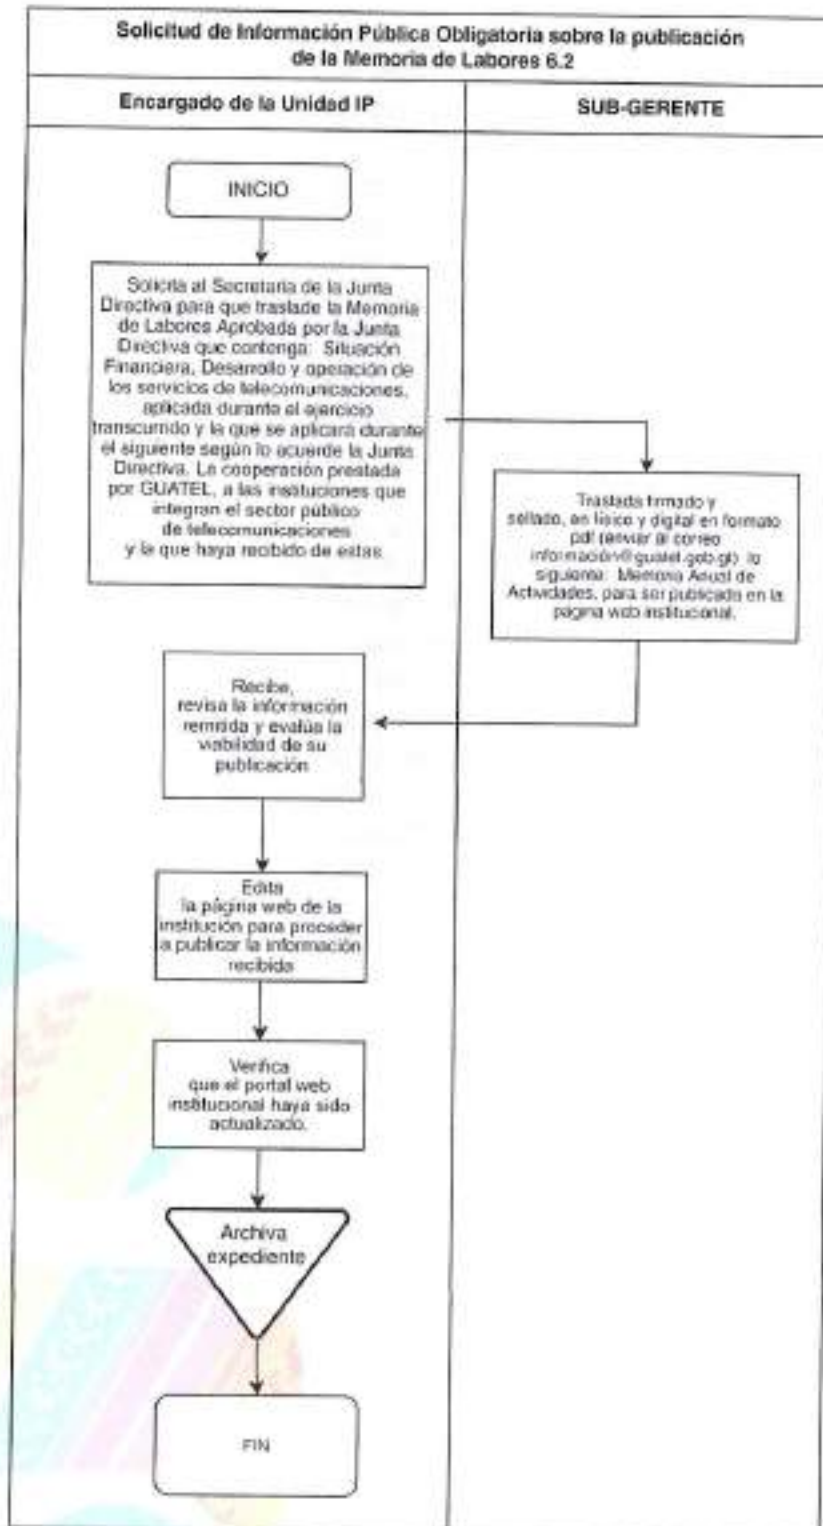 Solicitud de Información Pública Obligatoria sobre la publicación
de la Memoria de Labores 6.2
Encargado de la Unidad IP
SUB-GERENTE
INICIO
Solicita al Secretaria de la Junta
Directiva para que traslade la Memoria
de Labores Aprobada por la Junta
Directiva que contenga: Situación
Financiera, Desarrollo y operación de
los servicios de telecomunicaciones,
aplicada durante el ejercicio
transcurrido y la que se aplicará durante
el siguiente según lo acuerde la Junta
Directiva. La cooperación prestada
por GUATEL, a las instituciones que
integran el sector público
de telecomunicaciones
y la que haya recibido de estas.
Traslada firmado y
sellado, en físico y digital en formato
pdf (enviar al correo
información@guatel.gob.gt) lo
siguiente: Memoria Anual de
Actividades, para ser publicada en la
página web institucional.
Recibe,
revisa la información
remitida y evalúa la
viabilidad de su
publicación
Edita
la página web de la
institución para proceder
a publicar la información
recibida
Verifica
que el portal web
institucional haya sido
actualizado.
Archiva
expediente
FIN